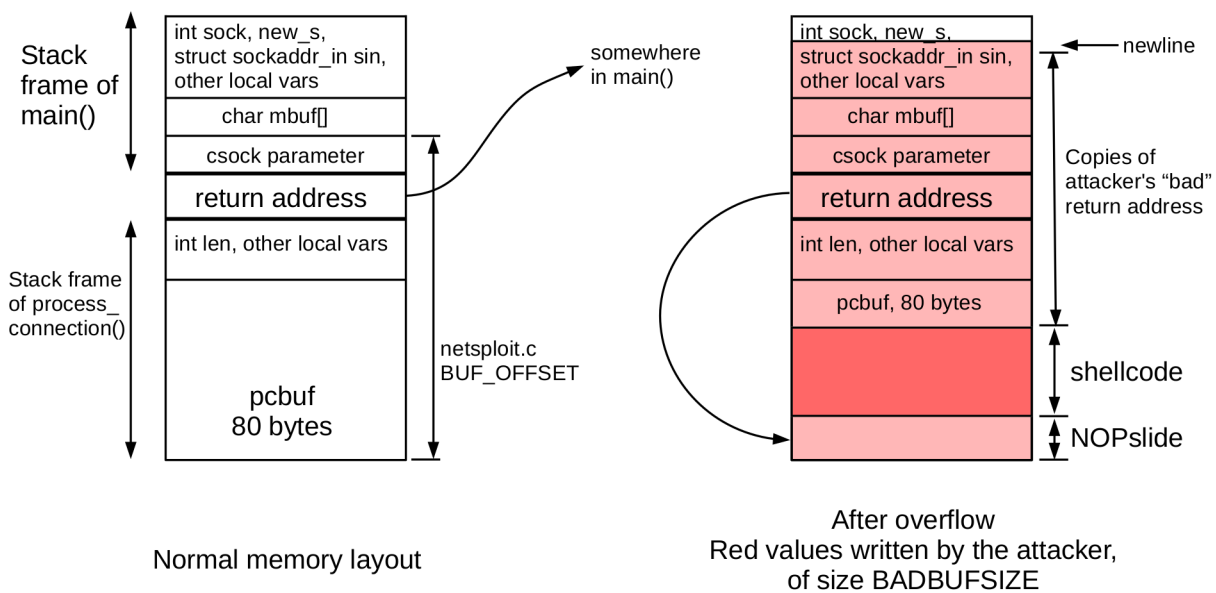 Stack
frame of
main()
int sock, new_s,
struct sockaddr_in sin,
other local vars
char mbuf[]
csock parameter
return address
int len, other local vars
pcbuf
80 bytes
Stack frame
of process_
connection()
netsploit.c
BUF_OFFSET
somewhere
in main()
Normal memory layout
int sock, new_s,
struct sockaddr_in sin,
other local vars
char mbuf[]
csock parameter
return address
int len, other local vars
pcbuf, 80 bytes
newline
Copies of
attacker's “bad”
return address
shellcode
NOPslide
After overflow
Red values written by the attacker,
of size BADBUFSIZE